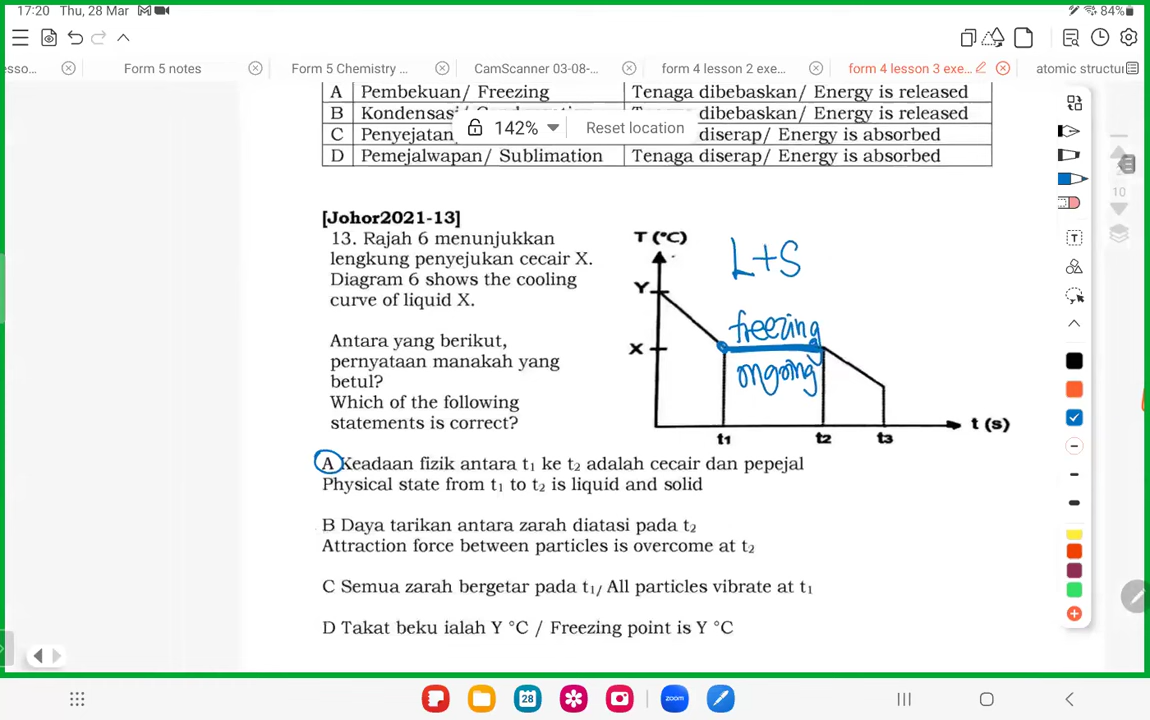 17:20 Thu, 28 Mar 84%
esso... Form 5 notes Form 5 Chemistry ... CamScanner 03-08-... form 4 lesson 2 exe... form 4 lesson 3 exe... atomic structu
A Pembekuan/ Freezing Tenaga dibebaskan/ Energy is released
B Kondensasi/ dibebaskan/ Energy is released
C Penyejatan diserap/ Energy is absorbed
142% Reset location
D Pemejalwapan/ Sublimation Tenaga diserap/ Energy is absorbed
10
[Johor2021-13]
13. Rajah 6 menunjukkan
lengkung penyejukan cecair X.
Diagram 6 shows the cooling
curve of liquid X.
Antara yang berikut,
pernyataan manakah yang
betul?
Which of the following
statements is correct?
T (°C)
L+S
Y
freezing
X
ongoing
t1 t2 t3
t (s)
A Keadaan fizik antara t1 ke t2 adalah cecair dan pepejal
Physical state from t1 to t2 is liquid and solid
B Daya tarikan antara zarah diatasi pada t2
Attraction force between particles is overcome at t2
C Semua zarah bergetar pada t1/ All particles vibrate at t1
D Takat beku ialah Y °C / Freezing point is Y °C
28
zoom